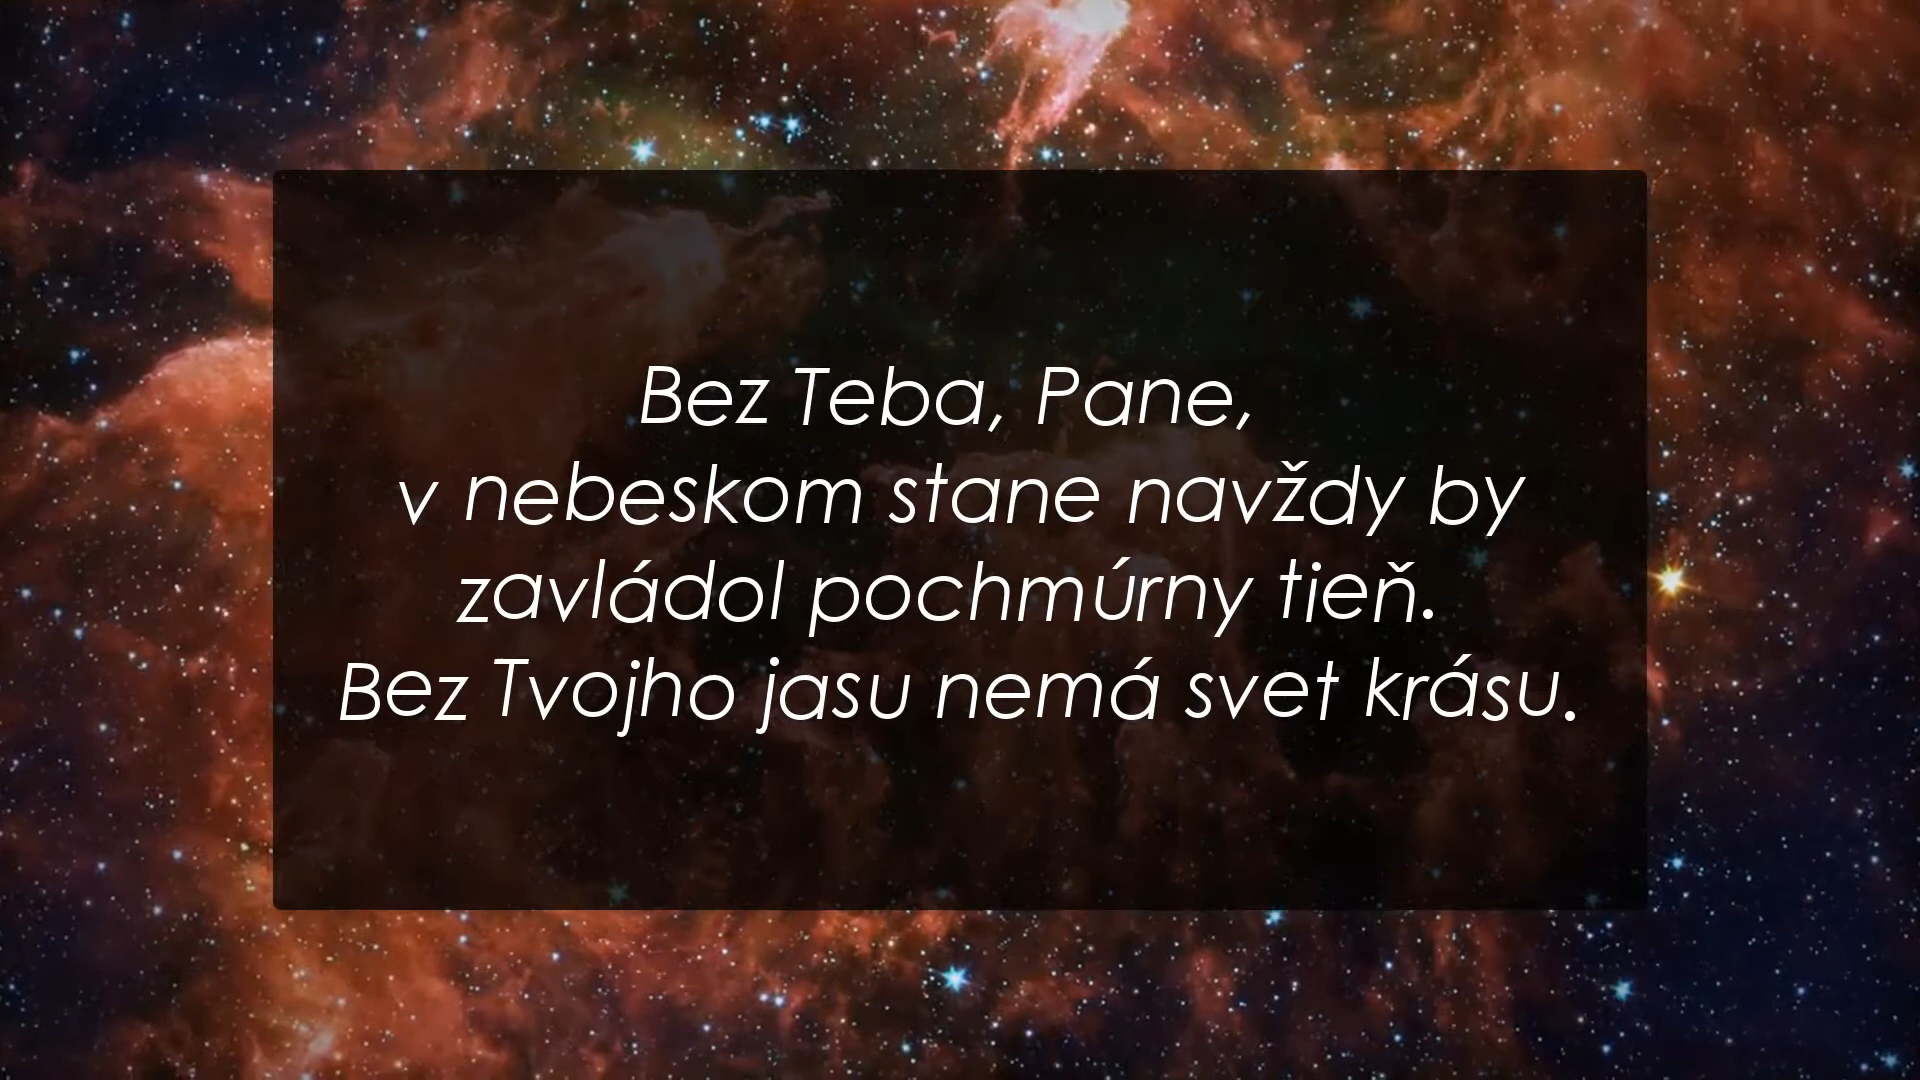 Bez Teba, Pane,
v nebeskom stane navždy by
zavládol pochmúrny tieň.
Bez Tvojho jasu nemá svet krásu.